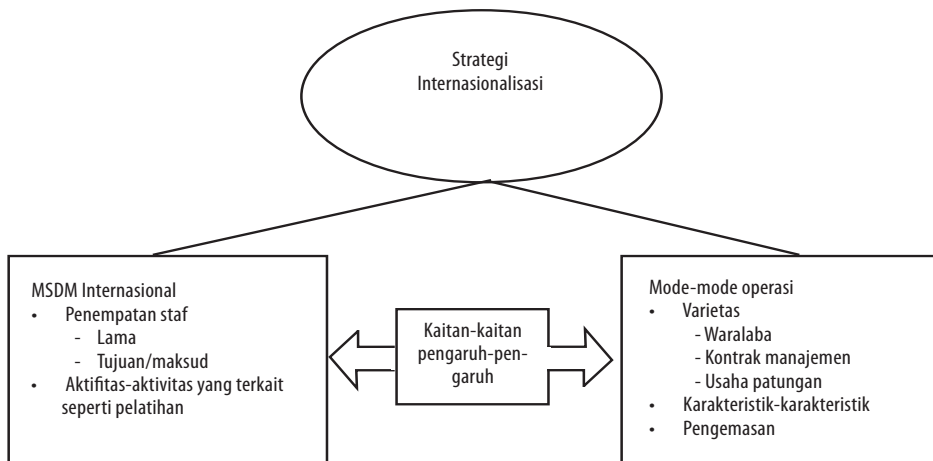 Strategi
Internasionalisasi
MSDM Internasional
• Penempatan staf
- Lama
- Tujuan/maksud
• Aktifitas-aktivitas yang terkait
seperti pelatihan
Kaitan-kaitan
pengaruh-pen-
garuh
Mode-mode operasi
• Varietas
- Waralaba
- Kontrak manajemen
- Usaha patungan
• Karakteristik-karakteristik
• Pengemasan